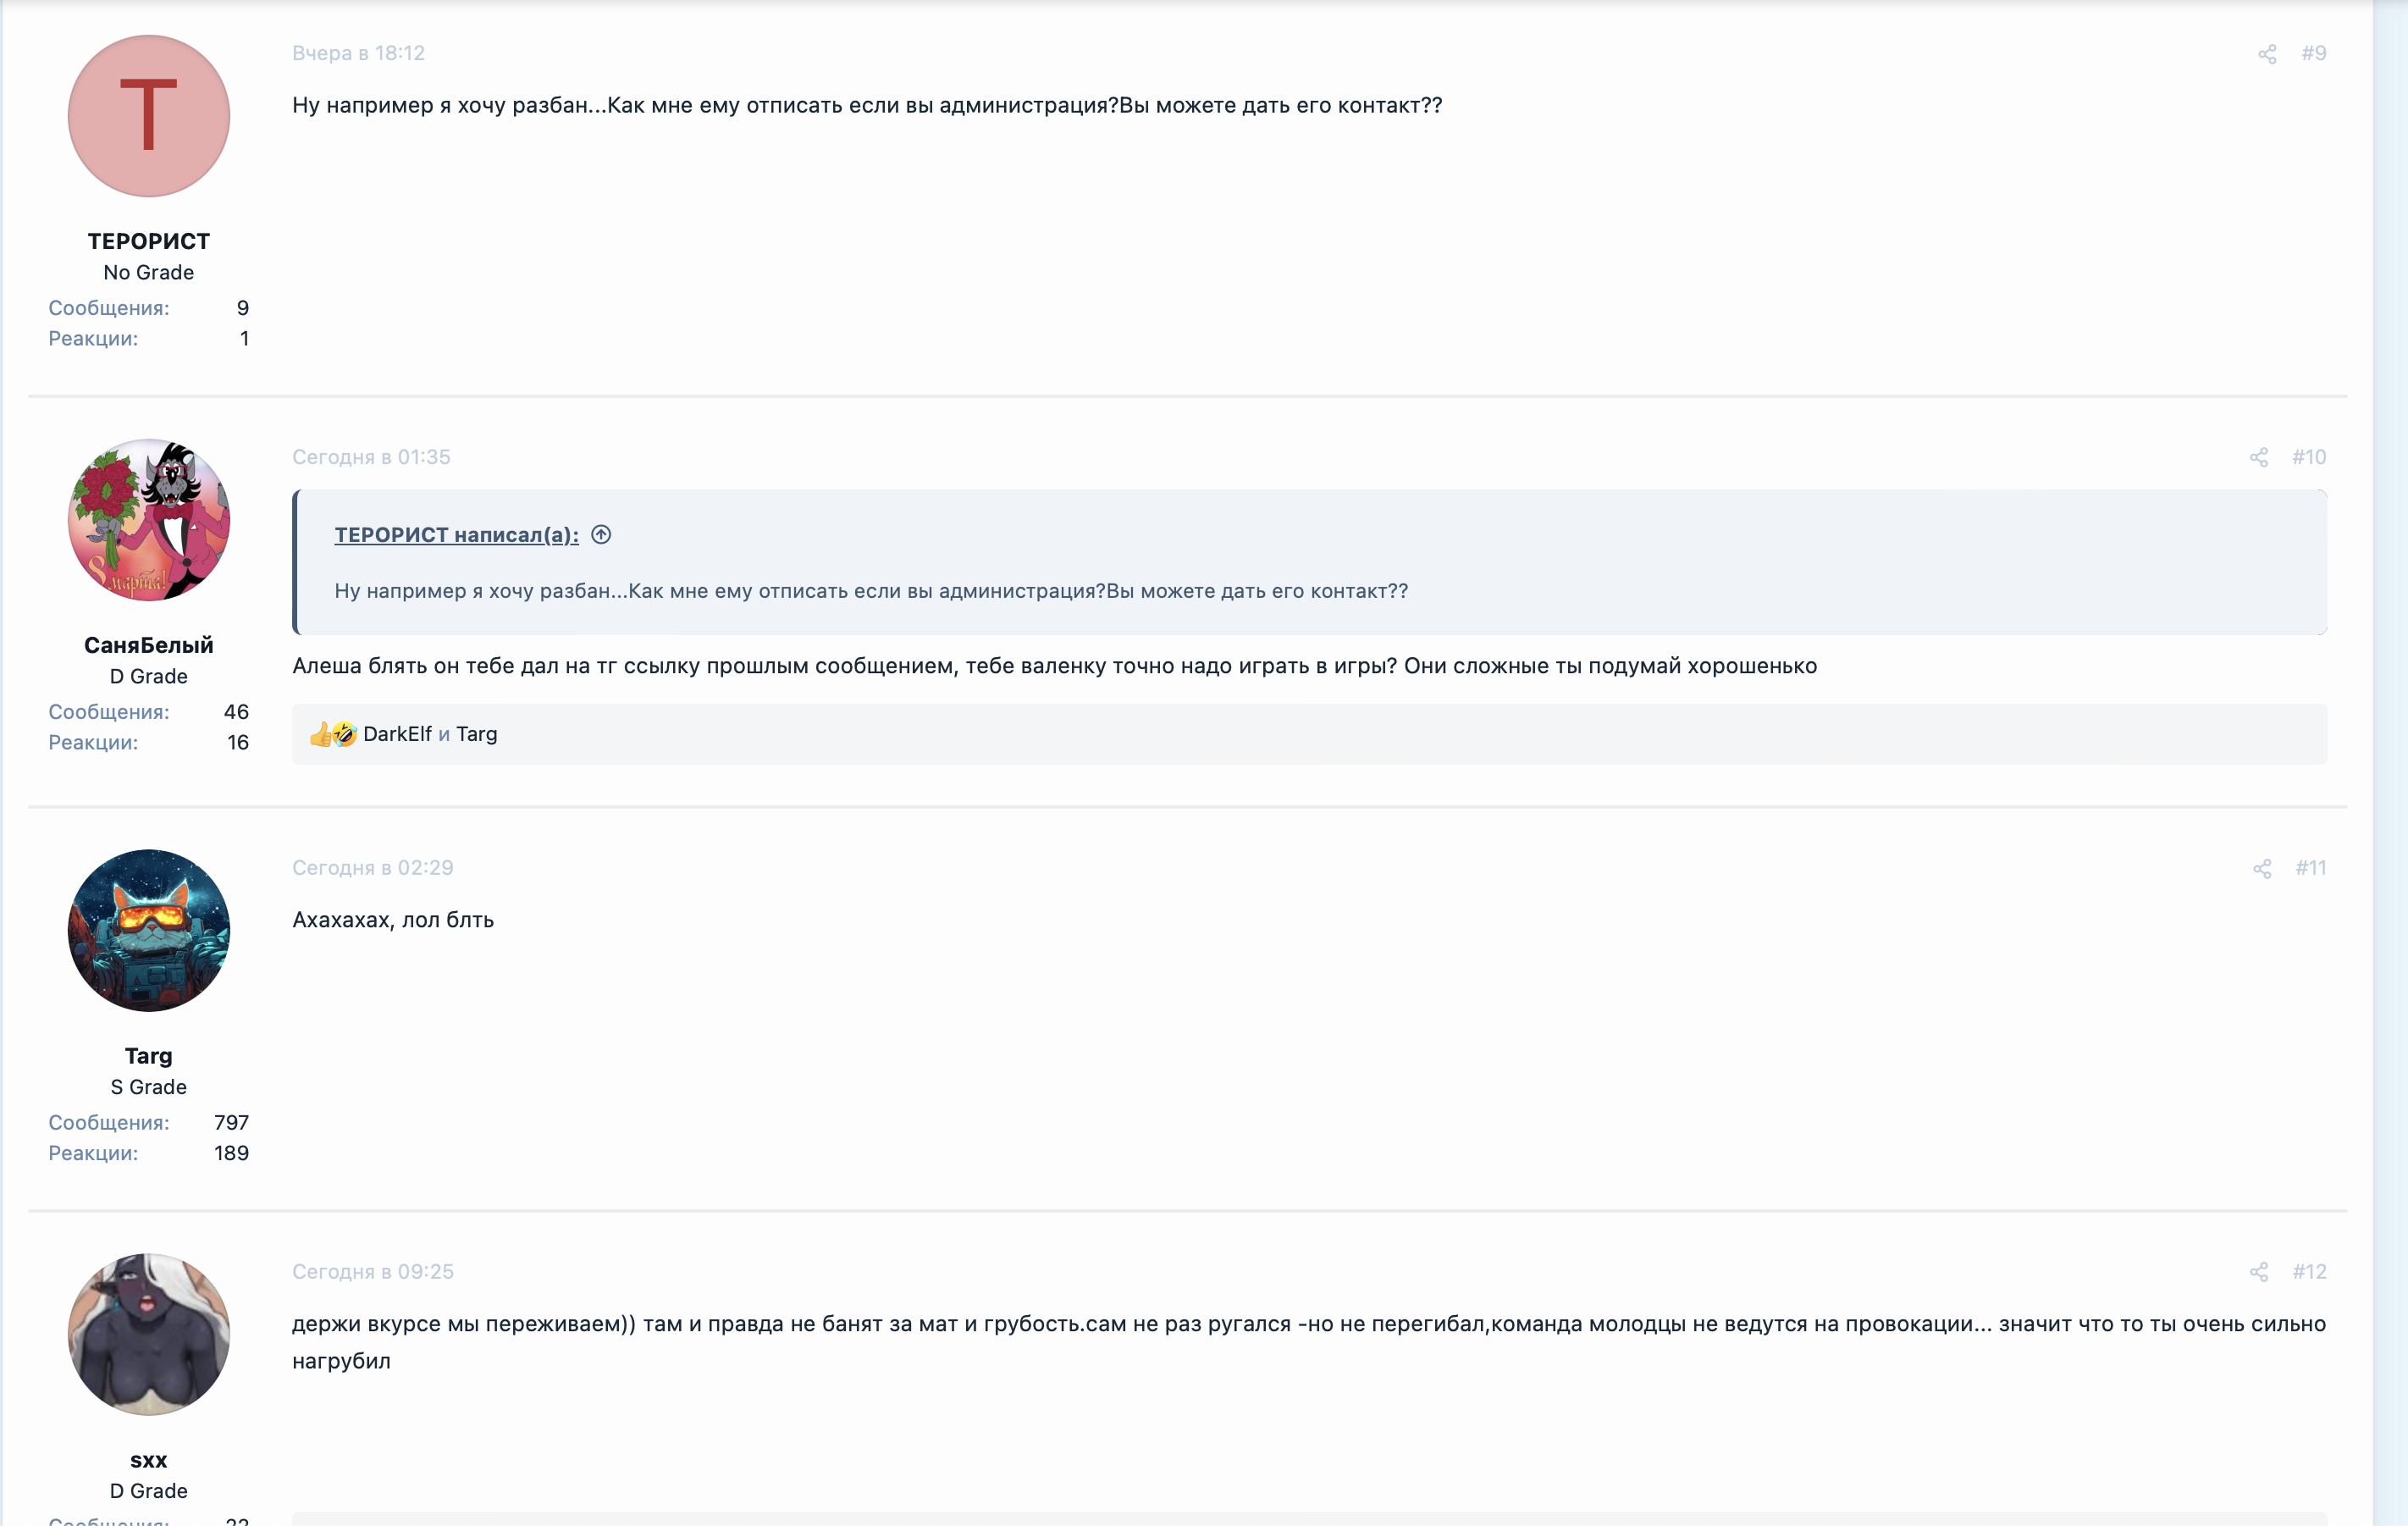 Вчера в 18:12
#9
T
Ну например я хочу разбан...Как мне ему отписать если вы администрация?Вы можете дать его контакт??
ТЕРОРИСТ
No Grade
Сообщения: 9
Реакции: 1
Сегодня в 01:35
#10
8 марта!
ТЕРОРИСТ написал(а):
Ну например я хочу разбан...Как мне ему отписать если вы администрация?Вы можете дать его контакт??
СаняБелый
D Grade
Сообщения: 46
Реакции: 16
Алеша блять он тебе дал на тг ссылку прошлым сообщением, тебе валенку точно надо играть в игры? Они сложные ты подумай хорошенько
DarkElf и Targ
Сегодня в 02:29
#11
Ахахахах, лол блть
Targ
S Grade
Сообщения: 797
Реакции: 189
Сегодня в 09:25
#12
держи вкурсе мы переживаем)) там и правда не банят за мат и грубость.сам не раз ругался -но не перегибал,команда молодцы не ведутся на провокации... значит что то ты очень сильно
нагрубил
sxx
D Grade
Сообщения: